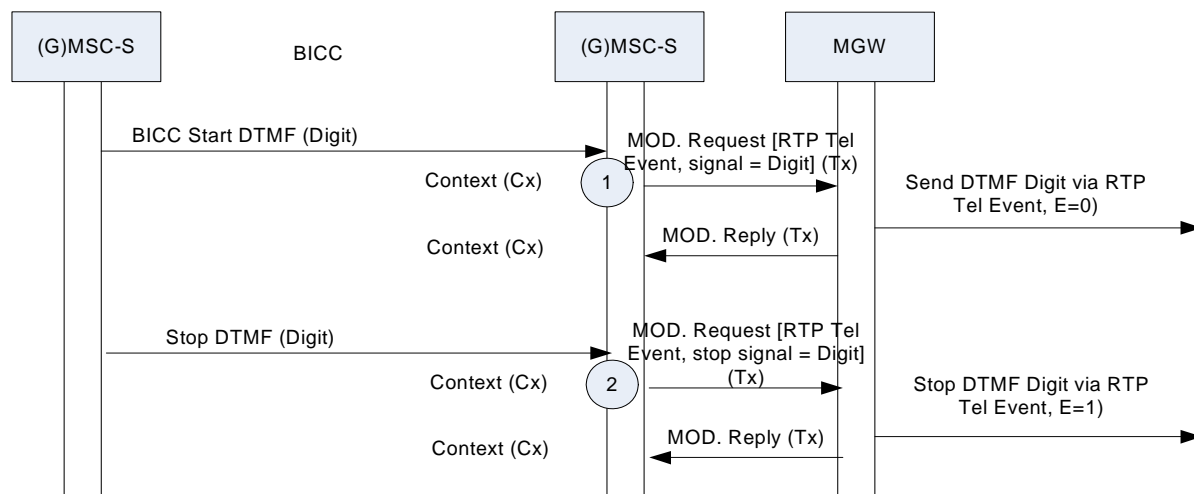 (G)MSC-S
BICC
(G)MSC-S
MGW
BICC Start DTMF (Digit)
MOD. Request [RTP Tel
Event, signal = Digit] (Tx)
Context (Cx)
1
Send DTMF Digit via RTP
Tel Event, E=0)
Context (Cx)
MOD. Reply (Tx)
Stop DTMF (Digit)
MOD. Request [RTP Tel
Event, stop signal = Digit]
(Tx)
Context (Cx)
2
Stop DTMF Digit via RTP
Tel Event, E=1)
Context (Cx)
MOD. Reply (Tx)